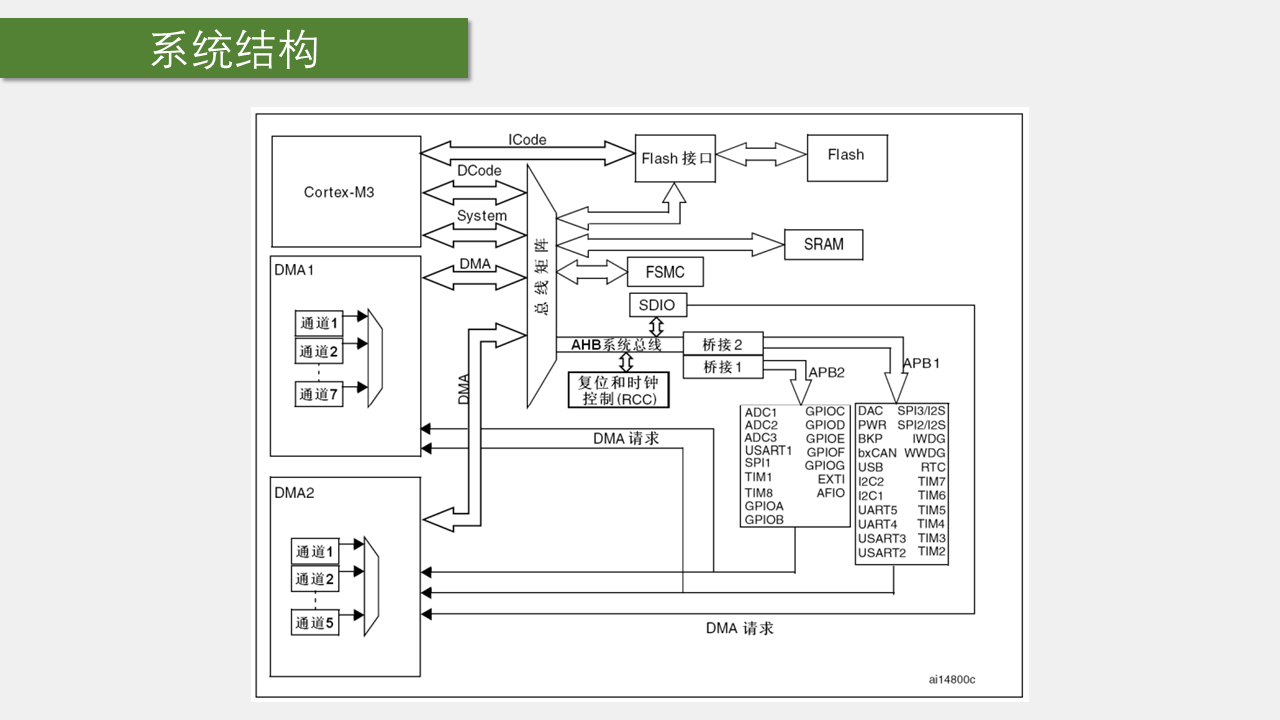 系统结构
ICode
Cortex-M3
DCode
System
Flash 接口
Flash
SRAM
DMA1
DMA
总线矩阵
FSMC
SDIO
通道1
通道2
通道7
AHB系统总线
桥接 2
桥接 1
复位和时钟
控制(RCC)
APB2
APB1
DMA
DMA 请求
ADC1 GPIOC
ADC2 GPIOD
ADC3 GPIOE
USART1 GPIOF
SPI1 GPIOG
TIM1 EXTI
TIM8 AFIO
GPIOA
GPIOB
DAC SPI3/I2S
PWR SPI2/I2S
BKP IWDG
bxCAN WWDG
USB RTC
I2C2 TIM7
I2C1 TIM6
UART5 TIM5
UART4 TIM4
USART3 TIM3
USART2 TIM2
DMA2
通道1
通道2
通道5
DMA 请求
ai14800c